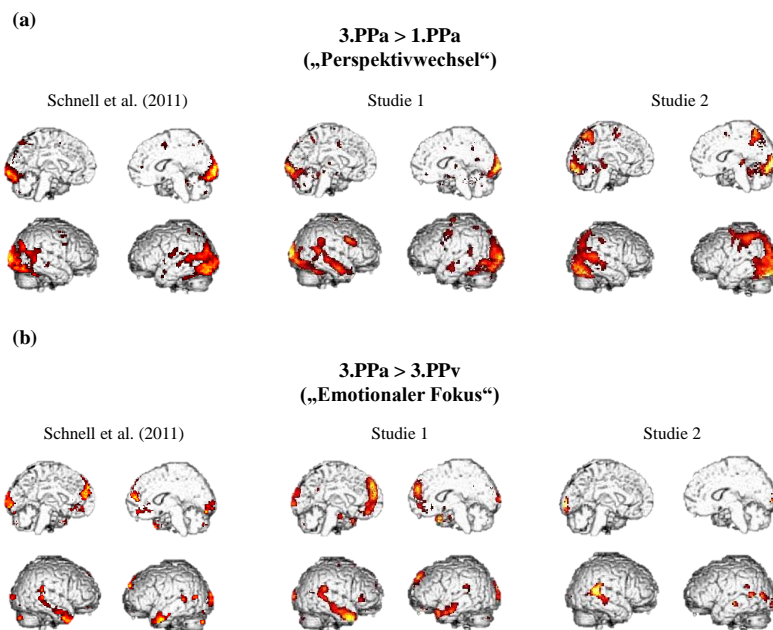 (a)
3.PPa > 1.PPa
(„Perspektivwechsel“)
Schnell et al. (2011)
Studie 1
Studie 2
(b)
3.PPa > 3.PPv
(„Emotionaler Fokus“)
Schnell et al. (2011)
Studie 1
Studie 2